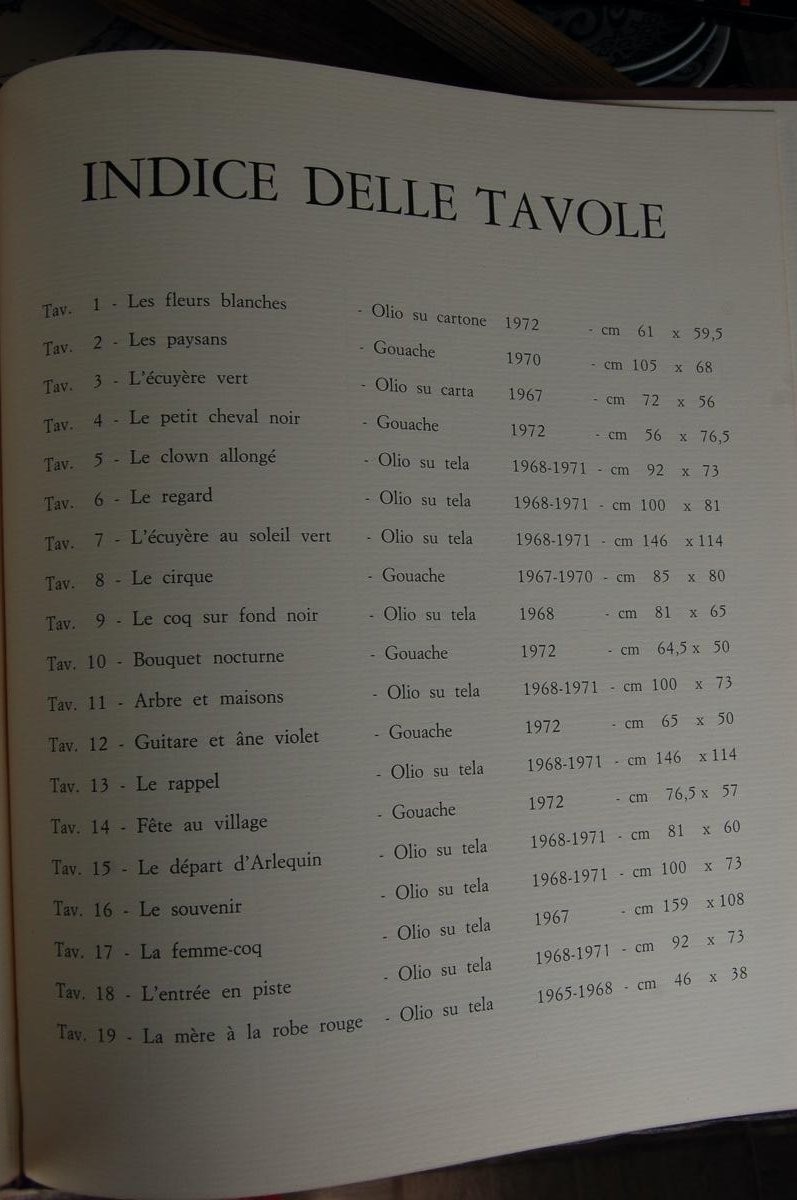 INDICE DELLE TAVOLE
Tav. 1 - Les fleurs blanches - Olio su cartone 1972 - cm 61 x 59,5
Tav. 2 - Les paysans - Gouache 1970 - cm 105 x 68
Tav. 3 - L'écuyère vert - Olio su carta 1967 - cm 72 x 56
Tav. 4 - Le petit cheval noir - Gouache 1972 - cm 56 x 76,5
Tav. 5 - Le clown allongé - Olio su tela 1968-1971 - cm 92 x 73
Tav. 6 - Le regard - Olio su tela 1968-1971 - cm 100 x 81
Tav. 7 - L'écuyère au soleil vert - Olio su tela 1968-1971 - cm 146 x 114
Tav. 8 - Le cirque - Gouache 1967-1970 - cm 85 x 80
Tav. 9 - Le coq sur fond noir - Olio su tela 1968 - cm 81 x 65
Tav. 10 - Bouquet nocturne - Gouache 1972 - cm 64,5 x 50
Tav. 11 - Arbre et maisons - Olio su tela 1968-1971 - cm 100 x 73
Tav. 12 - Guitare et âne violet - Gouache 1972 - cm 65 x 50
Tav. 13 - Le rappel - Olio su tela 1968-1971 - cm 146 x 114
Tav. 14 - Fête au village - Gouache 1972 - cm 76,5 x 57
Tav. 15 - Le départ d'Arlequin - Olio su tela 1968-1971 - cm 81 x 60
Tav. 16 - Le souvenir - Olio su tela 1968-1971 - cm 100 x 73
Tav. 17 - La femme-coq - Olio su tela 1967 - cm 159 x 108
Tav. 18 - L'entrée en piste - Olio su tela 1968-1971 - cm 92 x 73
Tav. 19 - La mère à la robe rouge - Olio su tela 1965-1968 - cm 46 x 38